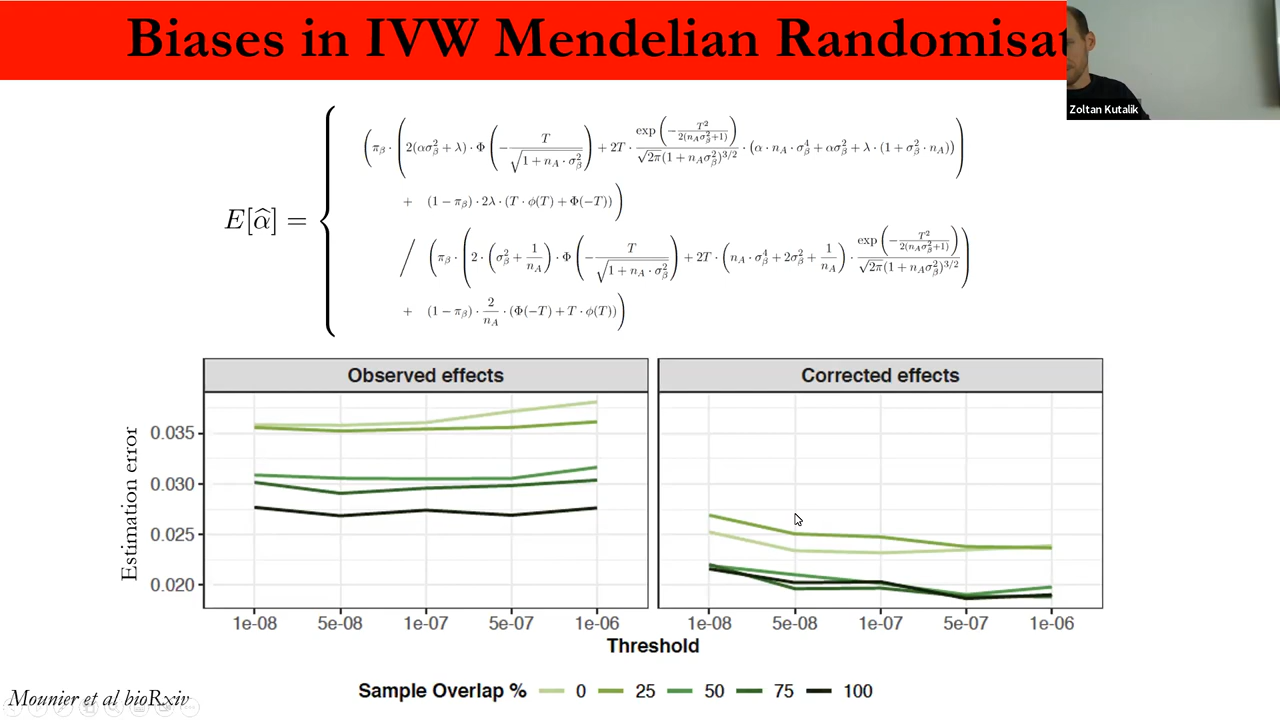 Biases in IVW Mendelian Randomisat
Zoltan Kutalik
E[α̂] = { (π_β · (2(ασ_β² + λ) · Φ(−T/√(1 + n_A · σ_β²)) + 2T · exp(−T²/(2(n_Aσ_β²+1)))/(√2π(1 + n_Aσ_β²)^{3/2}) · (α · n_A · σ_β⁴ + ασ_β² + λ · (1 + σ_β² · n_A)))
+ (1 − π_β) · 2λ · (T · φ(T) + Φ(−T)))
/ (π_β · (2 · (σ_β² + 1/n_A) · Φ(−T/√(1 + n_A · σ_β²)) + 2T · (n_A · σ_β⁴ + 2σ_β² + 1/n_A) · exp(−T²/(2(n_Aσ_β²+1)))/(√2π(1 + n_Aσ_β²)^{3/2}))
+ (1 − π_β) · 2/n_A · (Φ(−T) + T · φ(T)))
Observed effects
Corrected effects
Estimation error
0.035
0.030
0.025
0.020
1e-08 5e-08 1e-07 5e-07 1e-06
1e-08 5e-08 1e-07 5e-07 1e-06
Threshold
Sample Overlap % 0 25 50 75 100
Mounier et al bioRxiv